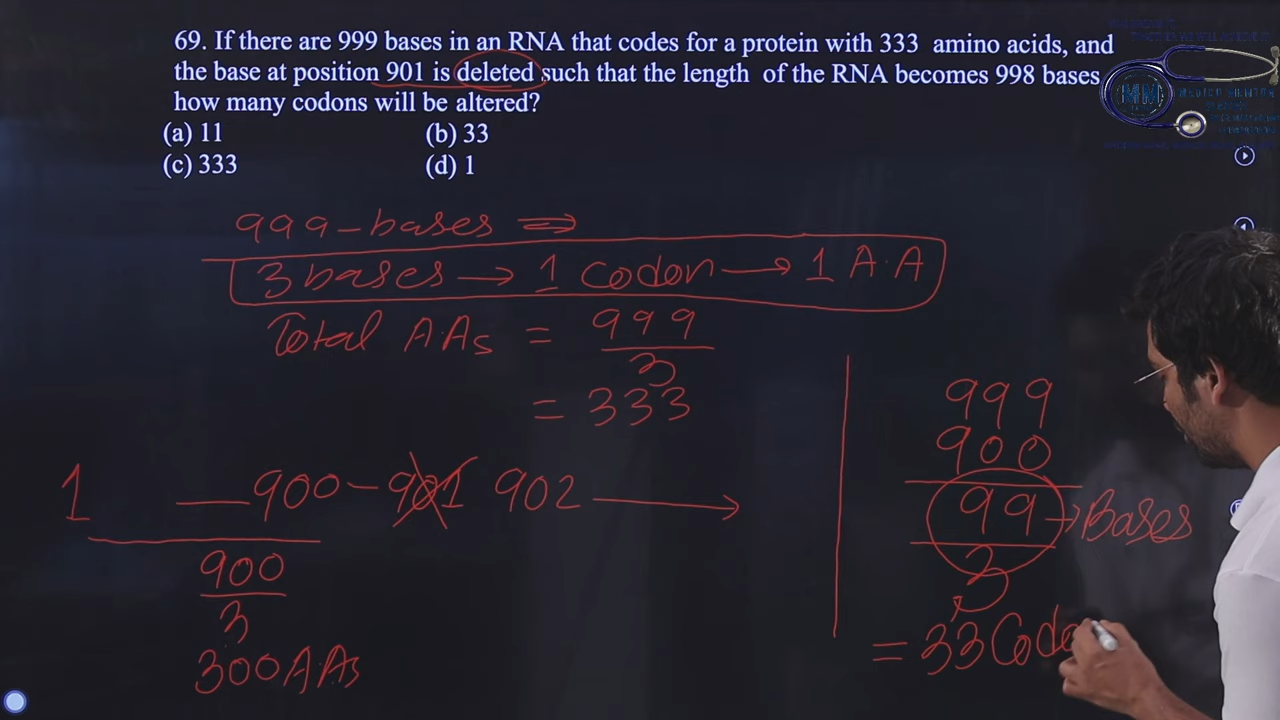 69. If there are 999 bases in an RNA that codes for a protein with 333 amino acids, and
the base at position 901 is deleted such that the length of the RNA becomes 998 bases
how many codons will be altered?
(a) 11 (b) 33
(c) 333 (d) 1
999-bases ⇒
3 bases → 1 Codon → 1 A.A
Total AAs = 999
3
= 333
1 —900-901 902 →
900
3
300 AAs
999
900
99 → Bases
3
= 33 Codo
MM